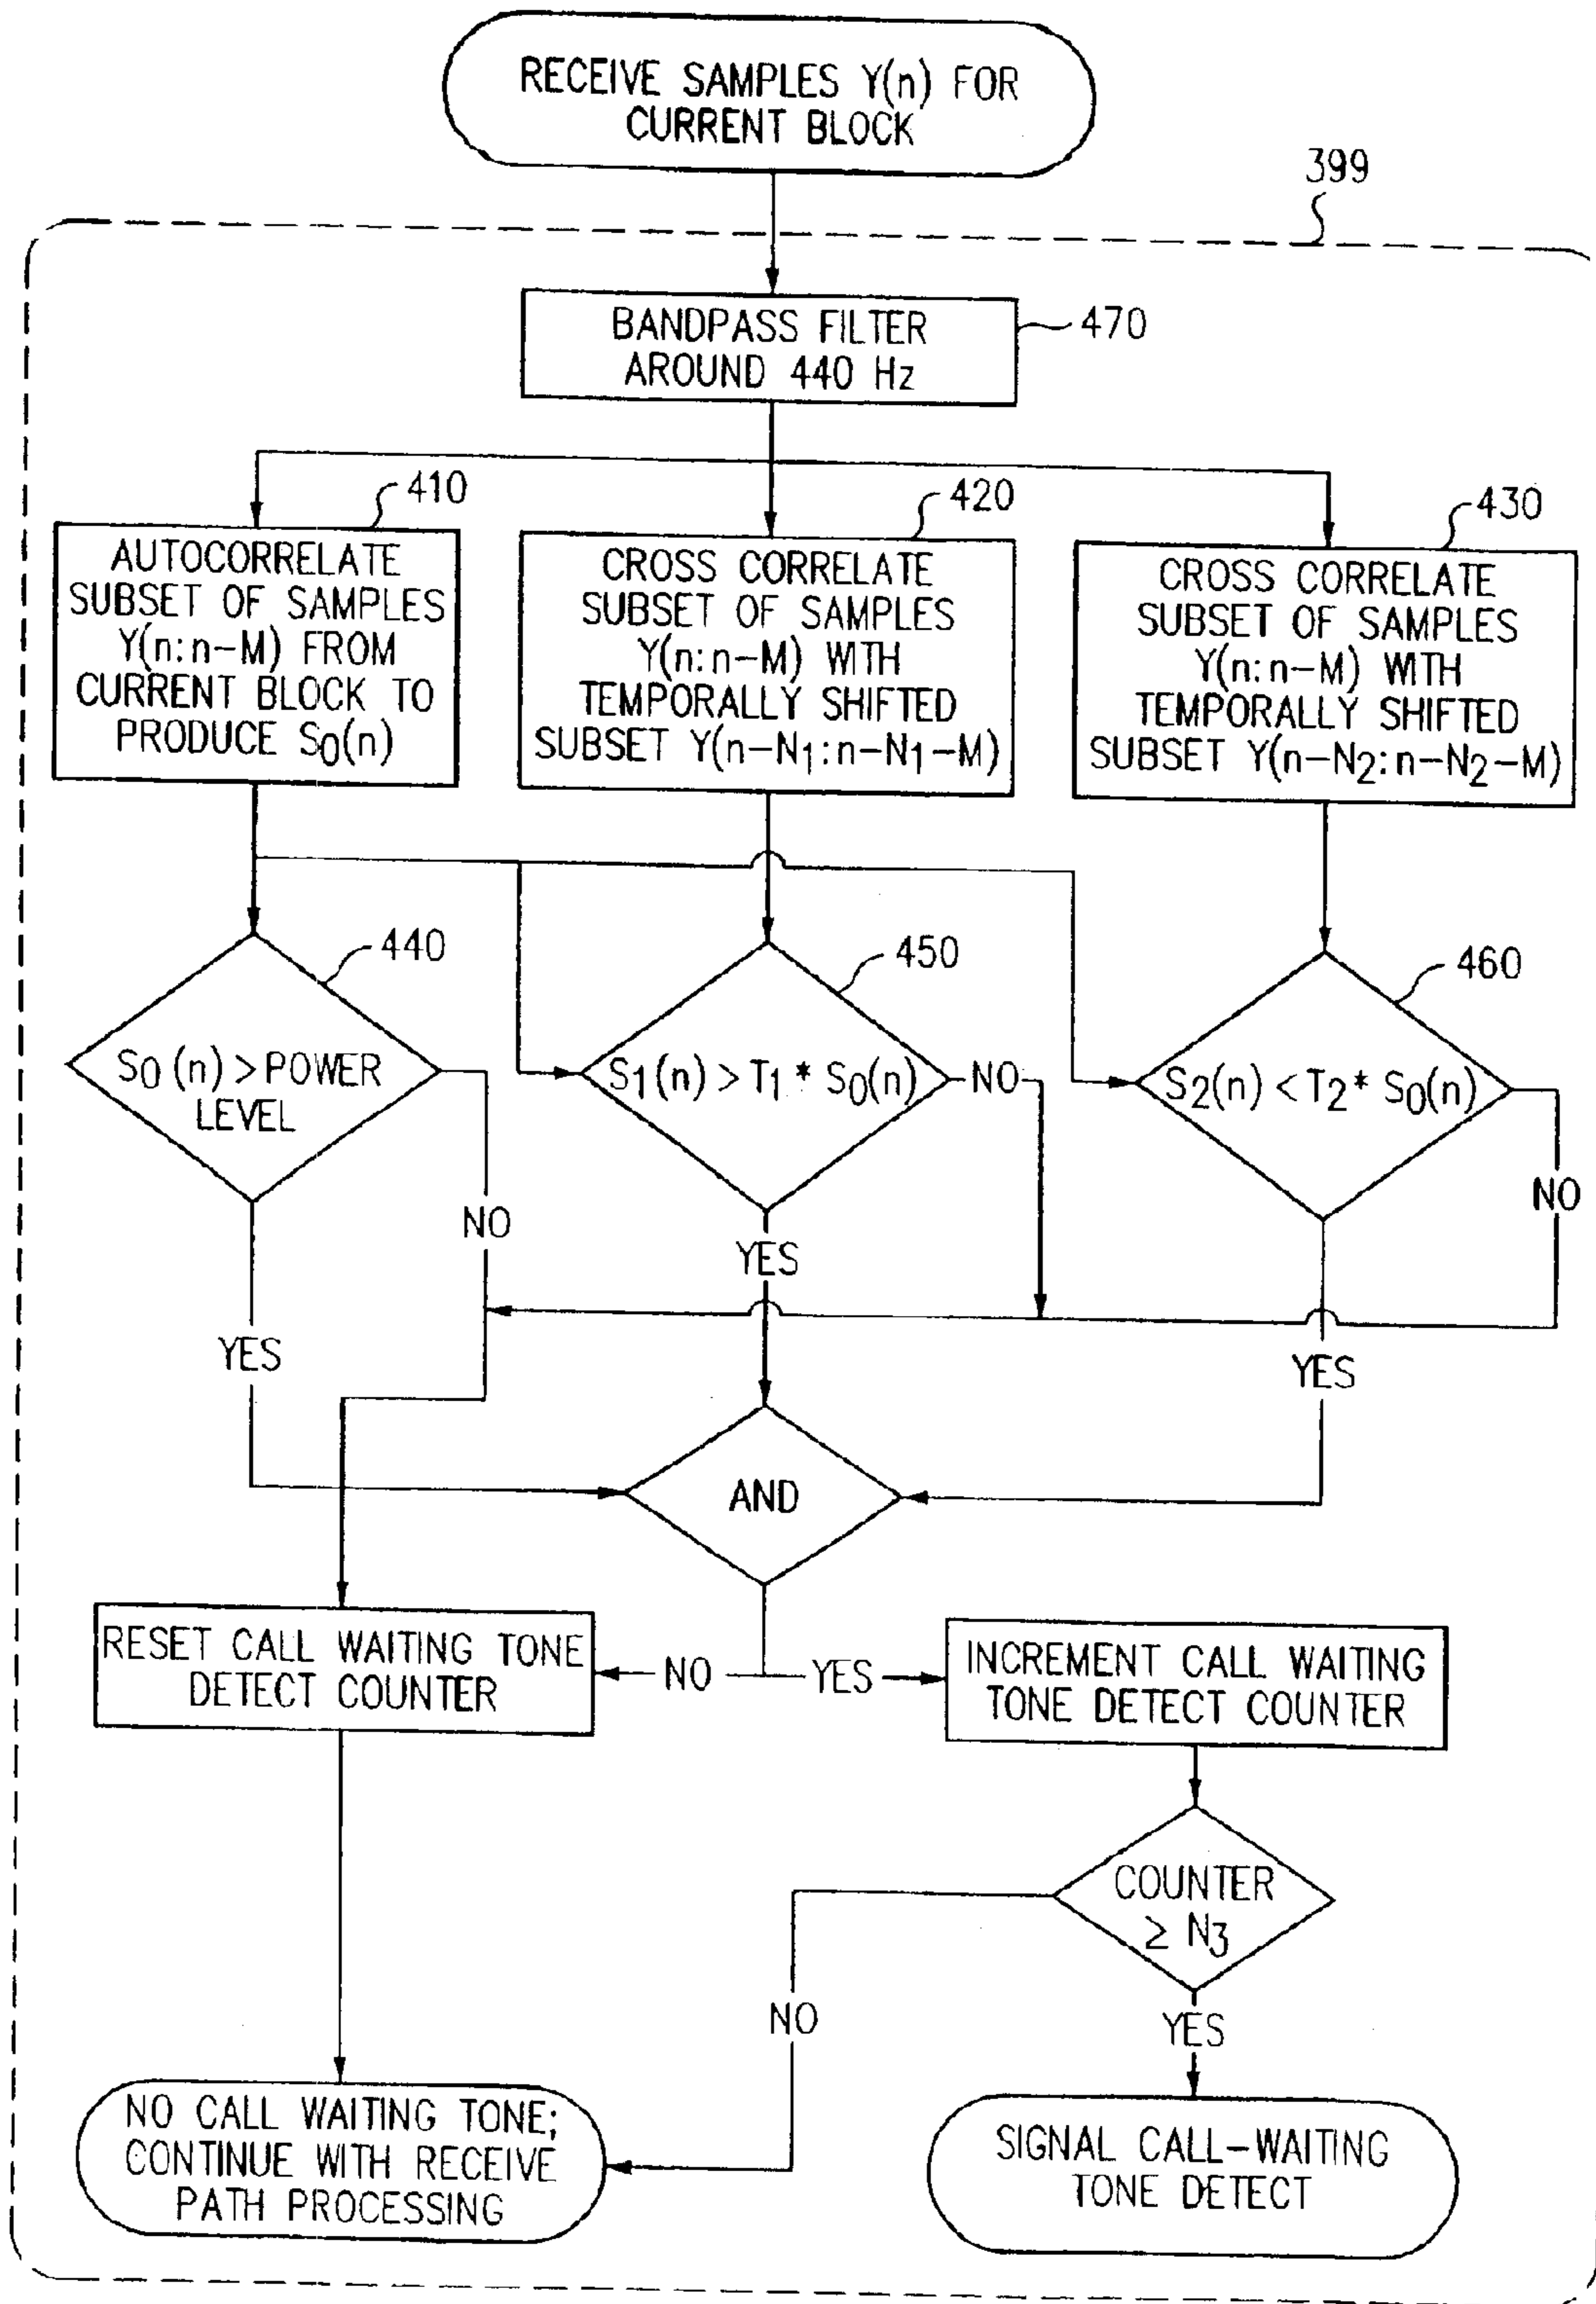 RECEIVE SAMPLES Y(n) FOR
CURRENT BLOCK
399
BANDPASS FILTER
AROUND 440 Hz
470
410
AUTOCORRELATE
SUBSET OF SAMPLES
Y(n:n-M) FROM
CURRENT BLOCK TO
PRODUCE S0(n)
420
CROSS CORRELATE
SUBSET OF SAMPLES
Y(n:n-M) WITH
TEMPORALLY SHIFTED
SUBSET Y(n-N1:n-N1-M)
430
CROSS CORRELATE
SUBSET OF SAMPLES
Y(n:n-M) WITH
TEMPORALLY SHIFTED
SUBSET Y(n-N2:n-N2-M)
440
S0(n)>POWER
LEVEL
450
S1(n)>T1*S0(n)
NO
460
S2(n)<T2*S0(n)
NO
NO
YES
YES
YES
AND
RESET CALL WAITING TONE
DETECT COUNTER
NO
YES
INCREMENT CALL WAITING
TONE DETECT COUNTER
COUNTER
≥ N3
NO
YES
NO CALL WAITING TONE;
CONTINUE WITH RECEIVE
PATH PROCESSING
SIGNAL CALL-WAITING
TONE DETECT